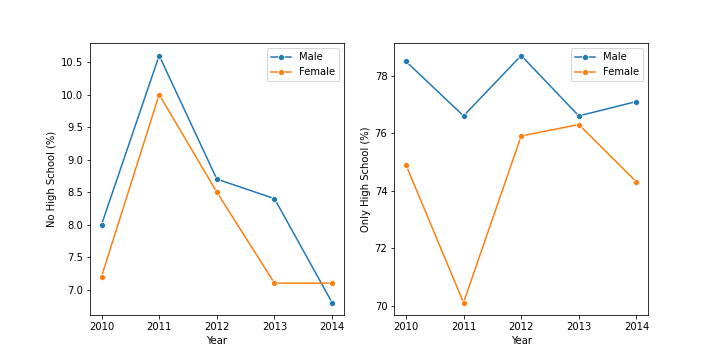 No High School (%)
10.5
10.0
9.5
9.0
8.5
8.0
7.5
7.0
2010 2011 2012 2013 2014
Year
Male
Female
Only High School (%)
78
76
74
72
70
2010 2011 2012 2013 2014
Year
Male
Female